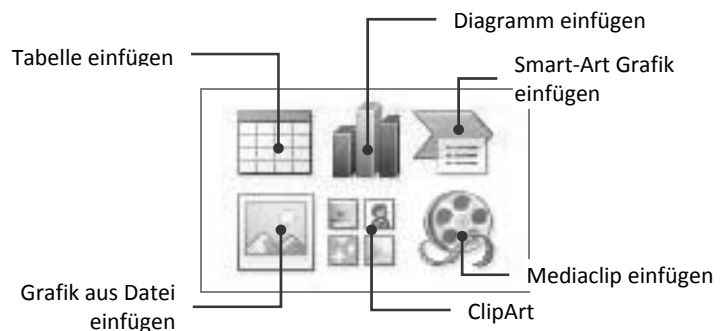 Diagramm einfügen
Tabelle einfügen
Smart-Art Grafik
einfügen
Mediaclip einfügen
Grafik aus Datei
einfügen
ClipArt